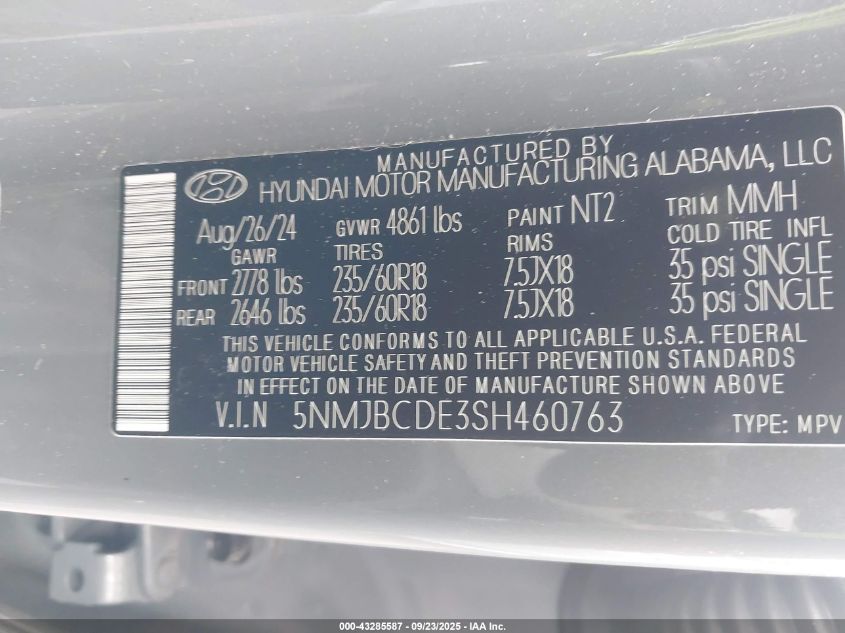 MANUFACTURED BY
HYUNDAI MOTOR MANUFACTURING ALABAMA, LLC
Aug/26/24 GVWR 4861 lbs PAINT NT2 TRIM MMH
GAWR TIRES RIMS COLD TIRE INFL
FRONT 2778 lbs 235/60R18 7.5JX18 35 psi SINGLE
REAR 2646 lbs 235/60R18 7.5JX18 35 psi SINGLE
THIS VEHICLE CONFORMS TO ALL APPLICABLE U.S.A. FEDERAL
MOTOR VEHICLE SAFETY AND THEFT PREVENTION STANDARDS
IN EFFECT ON THE DATE OF MANUFACTURE SHOWN ABOVE
V.I.N 5NMJBCDE3SH460763 TYPE: MPV
000-43285587 - 09/23/2025 - IAA Inc.